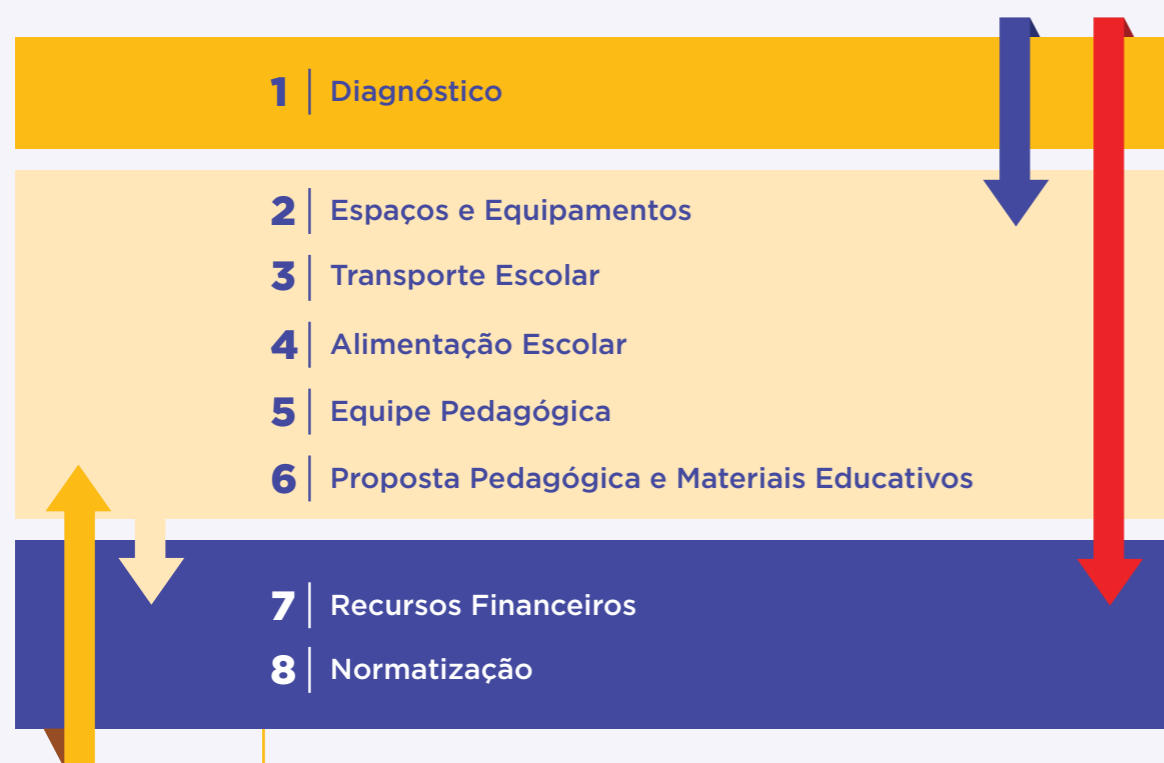 1 Diagnóstico
2 Espaços e Equipamentos
3 Transporte Escolar
4 Alimentação Escolar
5 Equipe Pedagógica
6 Proposta Pedagógica e Materiais Educativos
7 Recursos Financeiros
8 Normatização